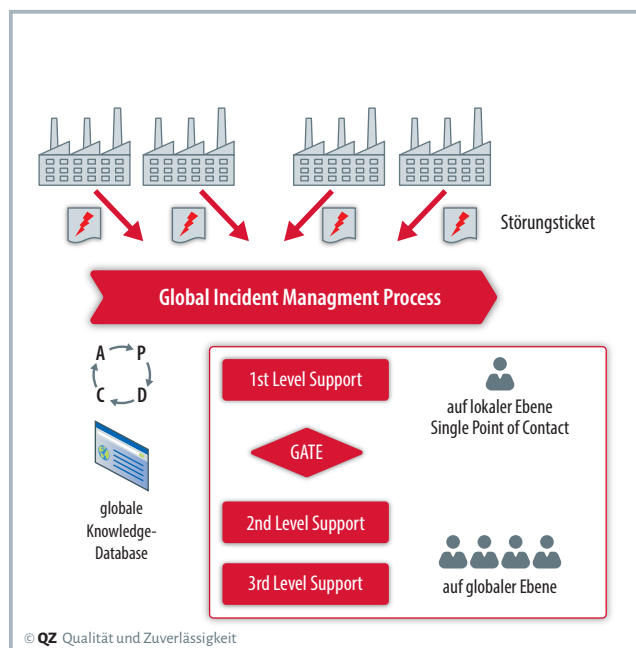 Störungsticket
Global Incident Managment Process
A P
C D
globale
Knowledge-
Database
1st Level Support
auf lokaler Ebene
Single Point of Contact
GATE
2nd Level Support
3rd Level Support
auf globaler Ebene
© QZ Qualität und Zuverlässigkeit